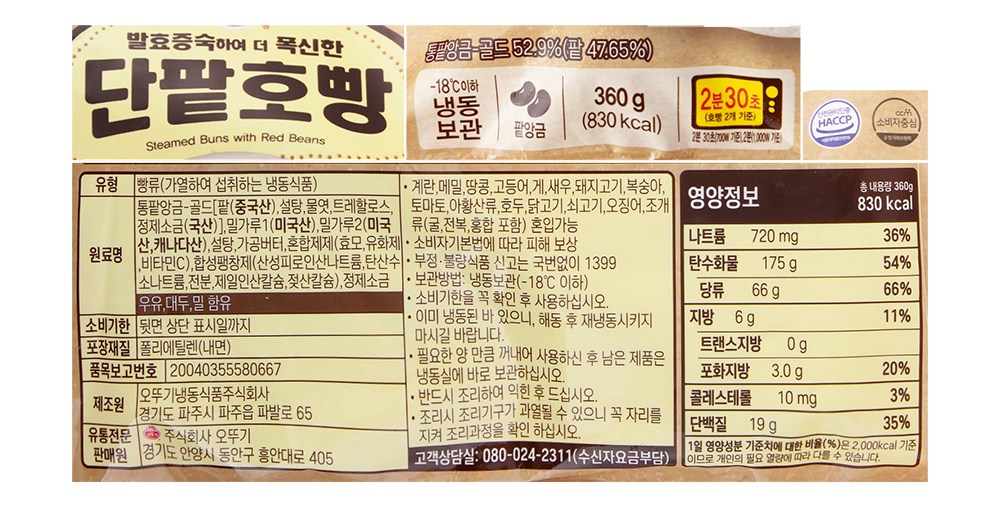 발효증숙하여 더 폭신한
단팥호빵
Steamed Buns with Red Beans
통팥앙금-골드 52.9%(팥 47.65%)
-18℃이하
냉동
보관
팥앙금
360 g
(830 kcal)
2분30초
(호빵 2개 기준)
2분 30초(700W 기준),2분(1,000W 기준)
HACCP
CCM
소비자중심
유형 빵류(가열하여 섭취하는 냉동식품)
원료명 통팥앙금-골드[팥(중국산),설탕,물엿,트레할로스,
정제소금(국산)],밀가루1(미국산),밀가루2(미국
산,캐나다산),설탕,가공버터,혼합제제(효모,유화제
,비타민C),합성팽창제(산성피로인산나트륨,탄산수
소나트륨,전분,제일인산칼슘,젖산칼슘),정제소금
우유,대두,밀 함유
소비기한 뒷면 상단 표시일까지
포장재질 폴리에틸렌(내면)
품목보고번호 20040355580667
제조원 오뚜기냉동식품주식회사
경기도 파주시 파주읍 파발로 65
유통전문
판매원
주식회사 오뚜기
경기도 안양시 동안구 흥안대로 405
• 계란,메밀,땅콩,고등어,게,새우,돼지고기,복숭아,
토마토,아황산류,호두,닭고기,쇠고기,오징어,조개
류(굴,전복,홍합 포함) 혼입가능
• 소비자기본법에 따라 피해 보상
• 부정·불량식품 신고는 국번없이 1399
• 보관방법: 냉동보관(-18℃ 이하)
• 소비기한을 꼭 확인 후 사용하십시오.
• 이미 냉동된 바 있으니, 해동 후 재냉동시키지
마시길 바랍니다.
• 필요한 양 만큼 꺼내어 사용하신 후 남은 제품은
냉동실에 바로 보관하십시오.
• 반드시 조리하여 익힌 후 드십시오.
• 조리시 조리기구가 과열될 수 있으니 꼭 자리를
지켜 조리과정을 확인 하십시오.
고객상담실: 080-024-2311(수신자요금부담)
영양정보
총 내용량 360g
830 kcal
나트륨 720 mg 36%
탄수화물 175 g 54%
당류 66 g 66%
지방 6 g 11%
트랜스지방 0 g
포화지방 3.0 g 20%
콜레스테롤 10 mg 3%
단백질 19 g 35%
1일 영양성분 기준치에 대한 비율(%)은 2,000kcal 기준
이므로 개인의 필요 열량에 따라 다를 수 있습니다.